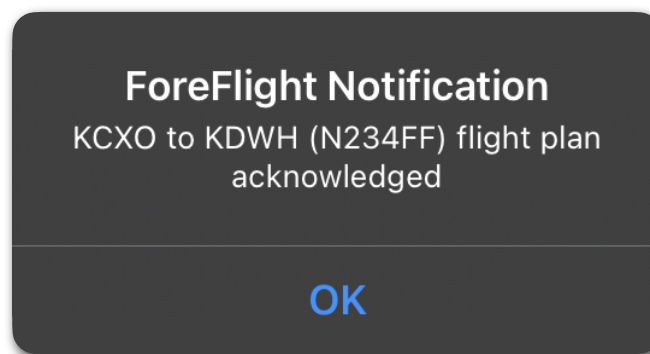 ForeFlight Notification
KCXO to KDWH (N234FF) flight plan
acknowledged
OK